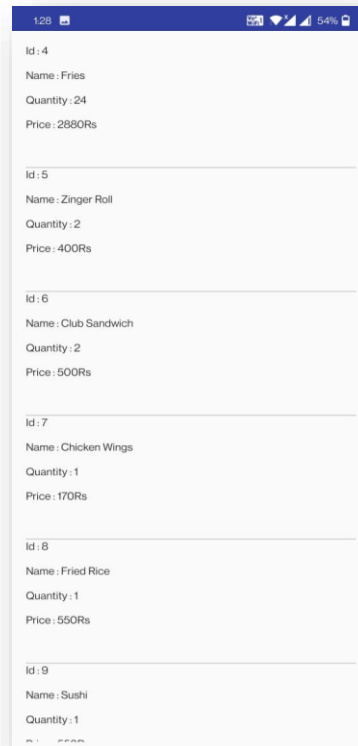 1:28
54%
Id : 4
Name : Fries
Quantity : 24
Price : 2880Rs
Id : 5
Name : Zinger Roll
Quantity : 2
Price : 400Rs
Id : 6
Name : Club Sandwich
Quantity : 2
Price : 500Rs
Id : 7
Name : Chicken Wings
Quantity : 1
Price : 170Rs
Id : 8
Name : Fried Rice
Quantity : 1
Price : 550Rs
Id : 9
Name : Sushi
Quantity : 1